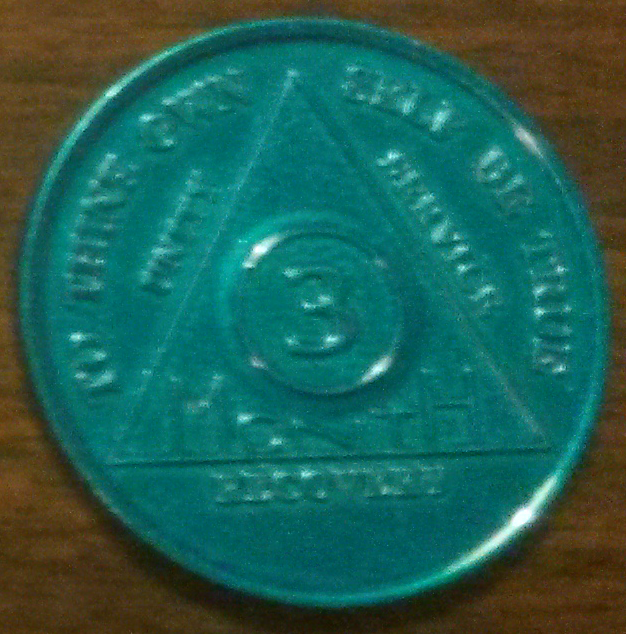 TO THINE OWN SELF BE TRUE
UNITY
SERVICE
3
MONTH
RECOVERY